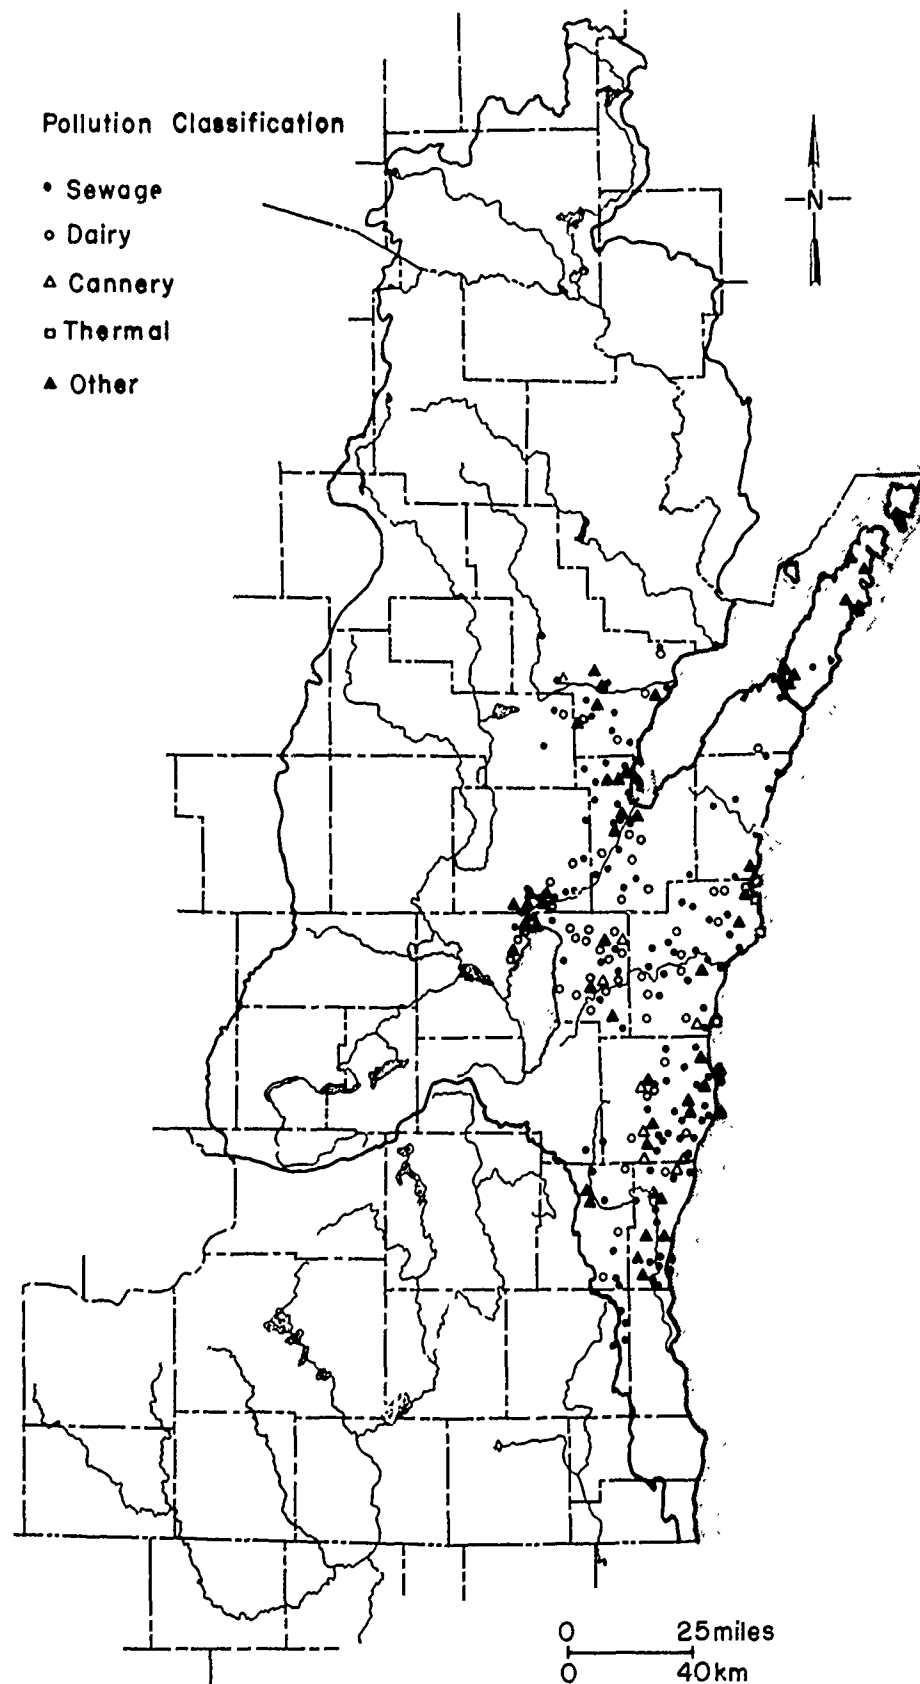 Pollution Classification
Sewage
Dairy
Cannery
Thermal
Other
N
0 25 miles
0 40 km